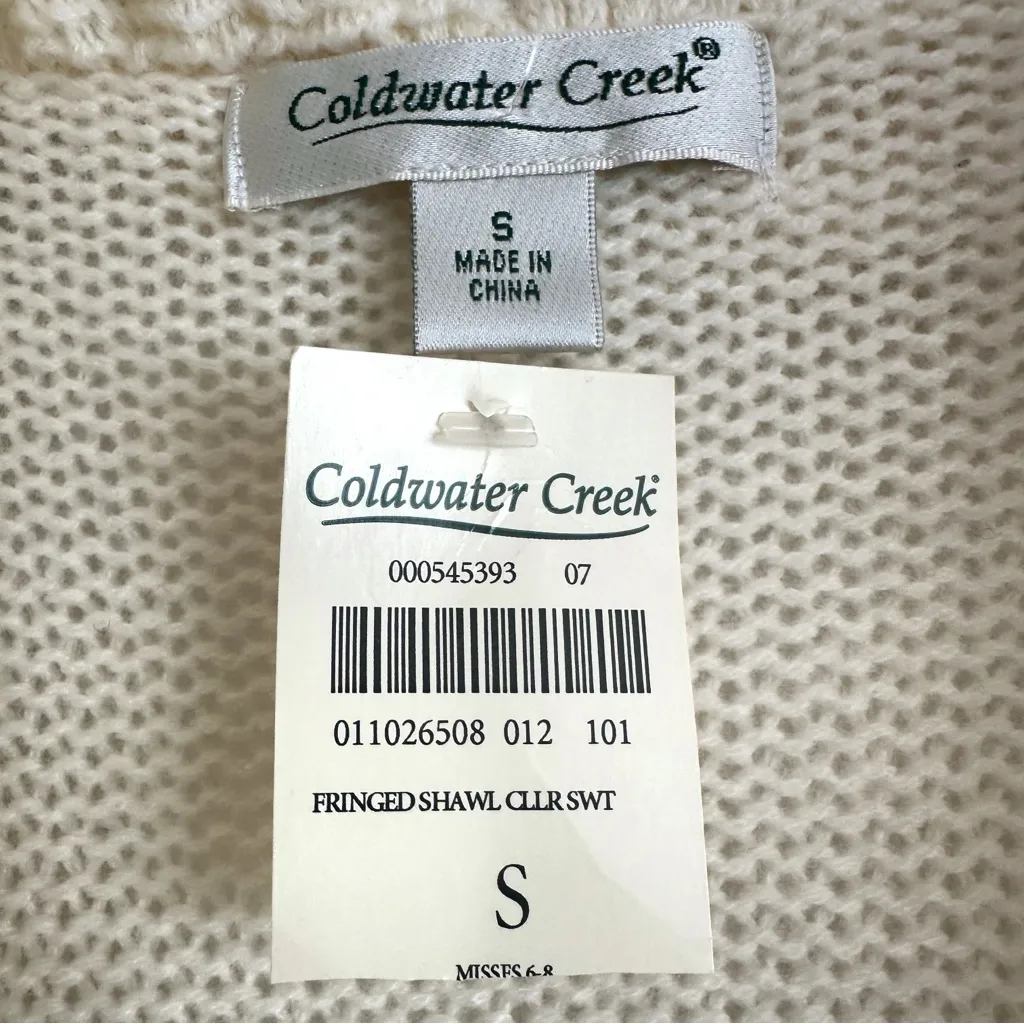 Coldwater Creek®
S
MADE IN
CHINA
Coldwater Creek®
000545393 07
011026508 012 101
FRINGED SHAWL CLLR SWT
S
MISSES 6-8